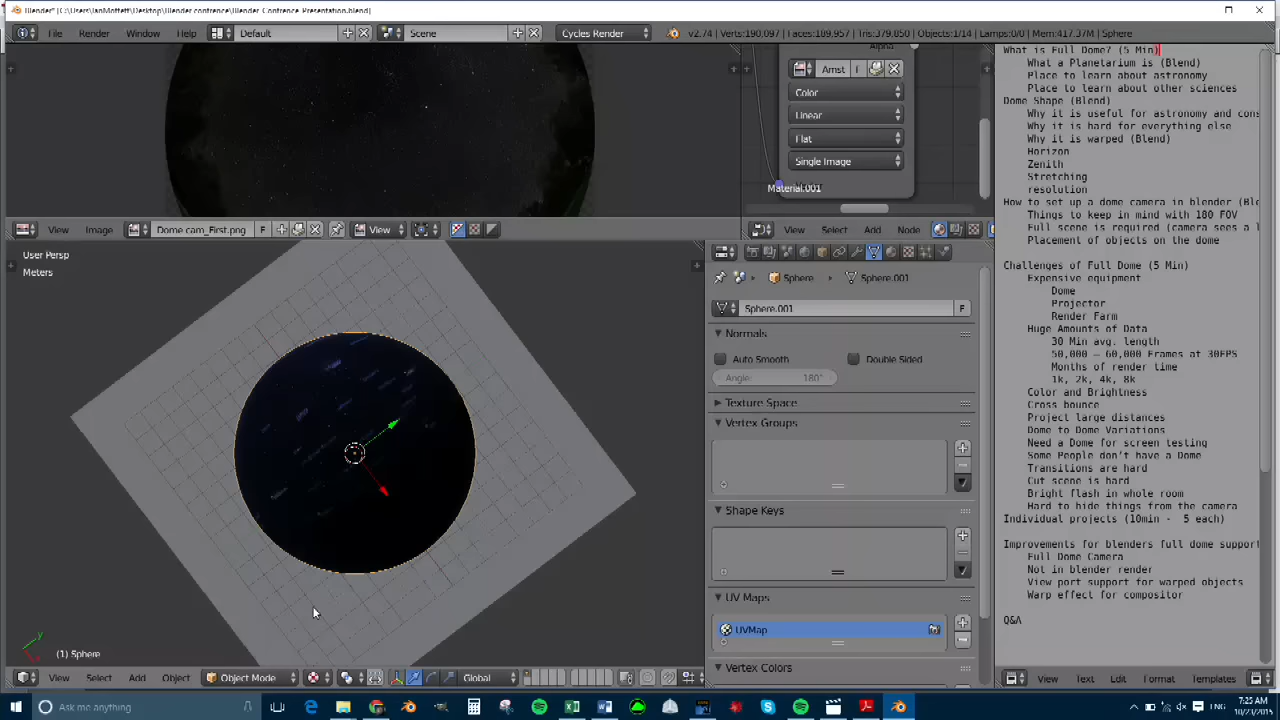 Blender* [C:\Users\IanMoffett\Desktop\Blender confrence\Blender_Confrence_Presentation.blend]
File Render Window Help Default Scene Cycles Render v2.74 | Verts:190,097 | Faces:189,957 | Tris:379,850 | Objects:1/14 | Lamps:0/0 | Mem:417.37M | Sphere
Alpha
Amst F
Color
Linear
Flat
Single Image
Material.001
View Image Dome cam_First.png F View
View Select Add Node
User Persp
Meters
(1) Sphere
View Select Add Object Object Mode Global
Sphere Sphere.001
Sphere.001 F
Normals
Auto Smooth Double Sided
Angle: 180°
Texture Space
Vertex Groups
Shape Keys
UV Maps
UVMap
Vertex Colors
What is Full Dome? (5 Min)
What a Planetarium is (Blend)
Place to learn about astronomy
Place to learn about other sciences
Dome Shape (Blend)
Why it is useful for astronomy and cons
Why it is hard for everything else
Why it is warped (Blend)
Horizon
Zenith
Stretching
resolution
How to set up a dome camera in blender (Ble
Things to keep in mind with 180 FOV
Full scene is required (camera sees a l
Placement of objects on the dome
Challenges of Full Dome (5 Min)
Expensive equipment
Dome
Projector
Render Farm
Huge Amounts of Data
30 Min avg. length
50,000 – 60,000 Frames at 30FPS
Months of render time
1k, 2k, 4k, 8k
Color and Brightness
Cross bounce
Project large distances
Dome to Dome Variations
Need a Dome for screen testing
Some People don't have a Dome
Transitions are hard
Cut scene is hard
Bright flash in whole room
Hard to hide things from the camera
Individual projects (10min - 5 each)
Improvements for blenders full dome support
Full Dome Camera
Not in blender render
View port support for warped objects
Warp effect for compositor
Q&A
View Text Edit Format Templates
Ask me anything
ENG
7:25 AM
10/23/2015